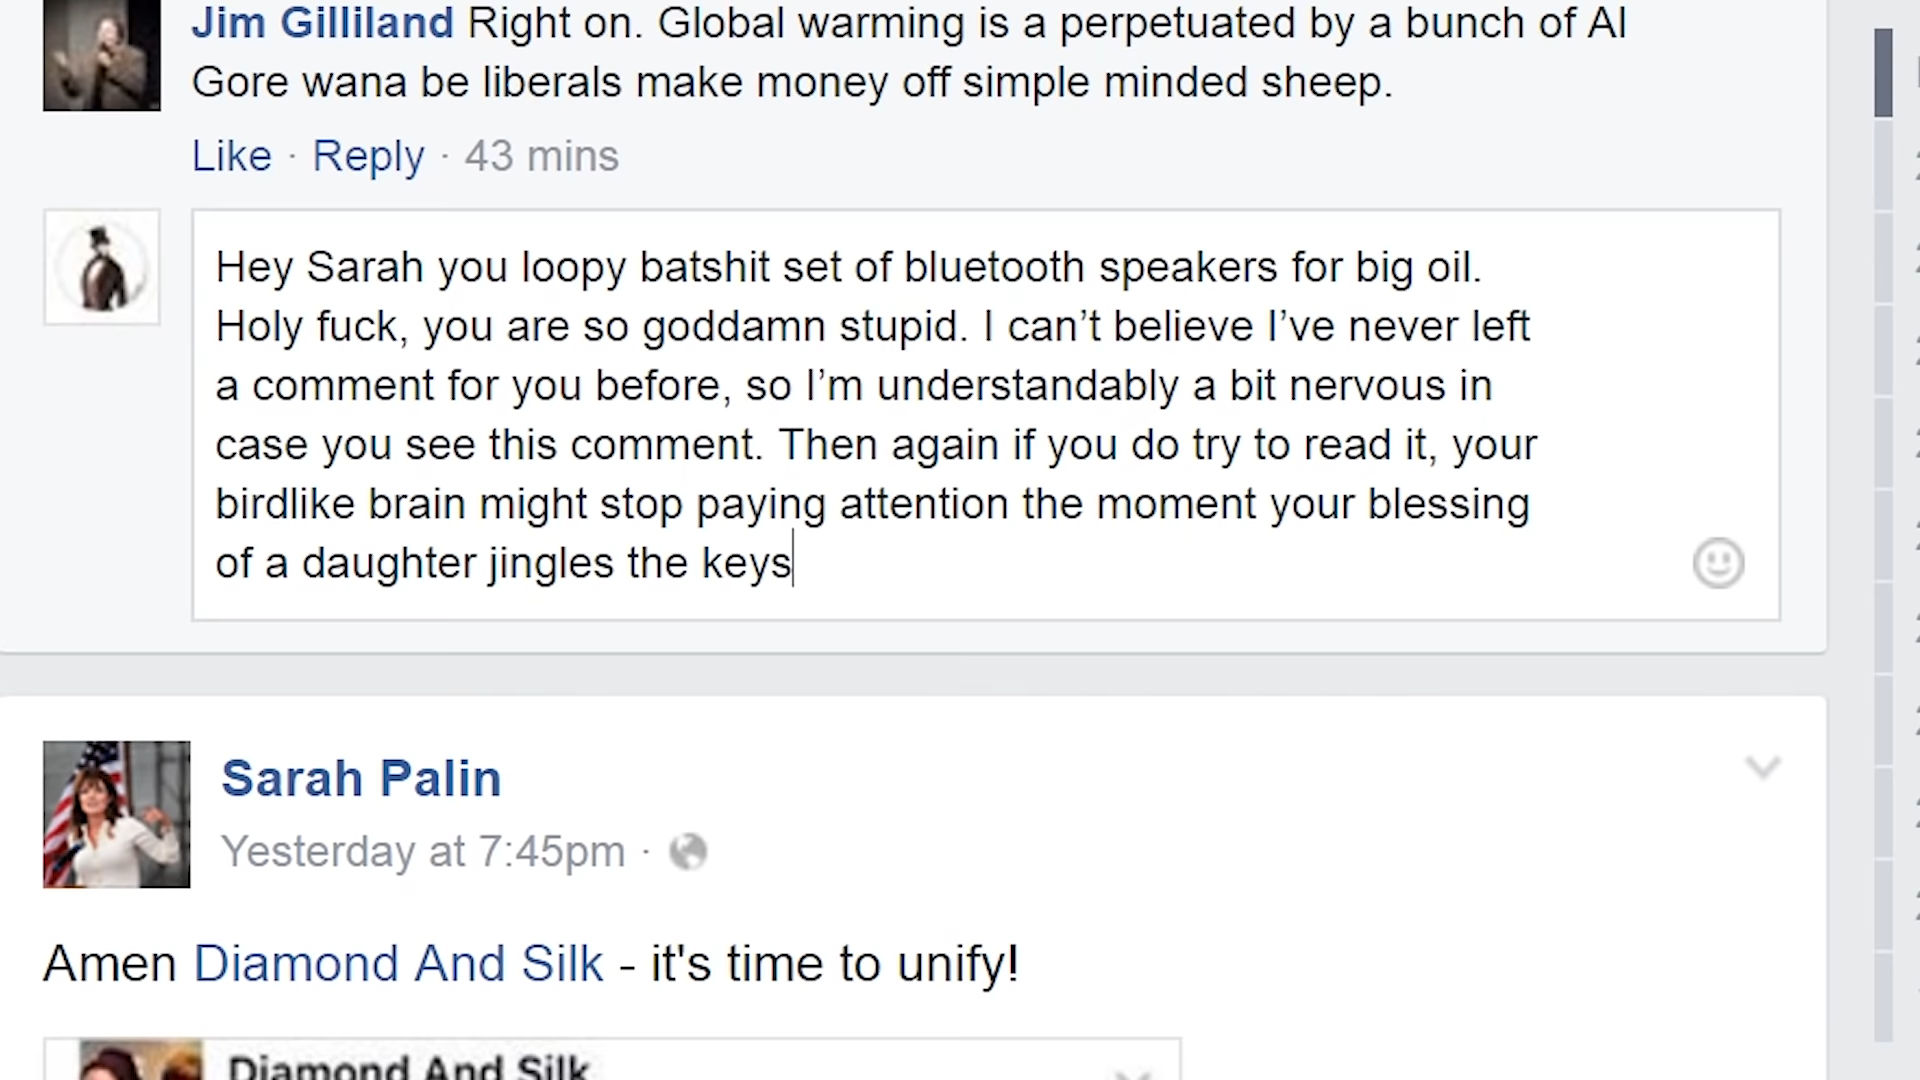 Jim Gilliland Right on. Global warming is a perpetuated by a bunch of Al
Gore wana be liberals make money off simple minded sheep.
Like · Reply · 43 mins
Hey Sarah you loopy batshit set of bluetooth speakers for big oil.
Holy fuck, you are so goddamn stupid. I can’t believe I’ve never left
a comment for you before, so I’m understandably a bit nervous in
case you see this comment. Then again if you do try to read it, your
birdlike brain might stop paying attention the moment your blessing
of a daughter jingles the keys
Sarah Palin
Yesterday at 7:45pm ·
Amen Diamond And Silk - it's time to unify!
Diamond And Silk